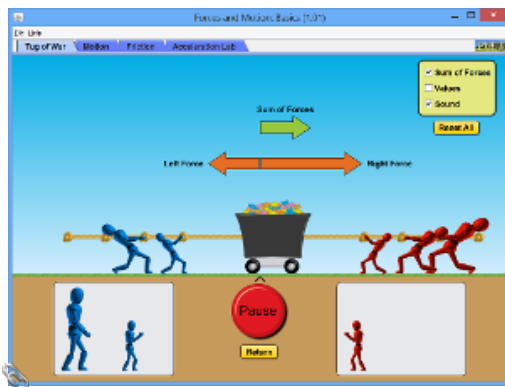 Forces and Motion: Basics (1.01)
Tug of War
Motion
Friction
Acceleration Lab
Sum of Forces
Values
Sound
Reset All
Sum of Forces
Left Force
Right Force
Pause
Return